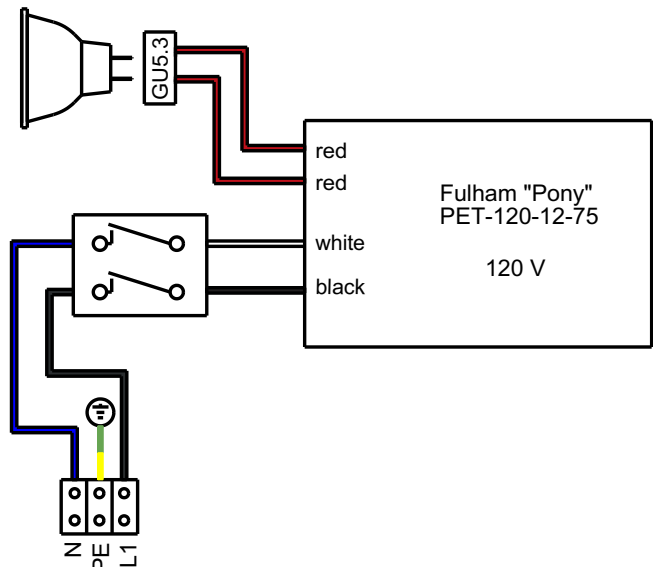 GU5.3
red
red
Fulham "Pony"
PET-120-12-75
white
120 V
black
N
PE
L1